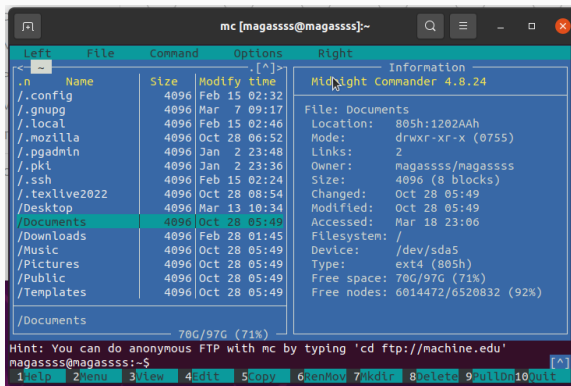 mc [magassss@magassss]:~
Left File Command Options Right
<- ~ .[^]>
.n Name Size Modify time
/.config 4096 Feb 15 02:32
/.gnupg 4096 Mar 7 09:17
/.local 4096 Feb 15 02:46
/.mozilla 4096 Oct 28 06:52
/.pgadmin 4096 Jan 2 23:48
/.pki 4096 Jan 2 23:36
/.ssh 4096 Feb 15 02:24
/.texlive2022 4096 Oct 28 08:54
/Desktop 4096 Mar 13 10:34
/Documents 4096 Oct 28 05:49
/Downloads 4096 Feb 28 01:45
/Music 4096 Oct 28 05:49
/Pictures 4096 Oct 28 05:49
/Public 4096 Oct 28 05:49
/Templates 4096 Oct 28 05:49
/Documents
70G/97G (71%)
Information
Midnight Commander 4.8.24
File: Documents
Location: 805h:1202AAh
Mode: drwxr-xr-x (0755)
Links: 2
Owner: magassss/magassss
Size: 4096 (8 blocks)
Changed: Oct 28 05:49
Modified: Oct 28 05:49
Accessed: Mar 18 23:06
Filesystem: /
Device: /dev/sda5
Type: ext4 (805h)
Free space: 70G/97G (71%)
Free nodes: 6014472/6520832 (92%)
Hint: You can do anonymous FTP with mc by typing 'cd ftp://machine.edu'
magassss@magassss:~$ [^]
1Help 2Menu 3View 4Edit 5Copy 6RenMov 7Mkdir 8Delete 9PullDn 10Quit